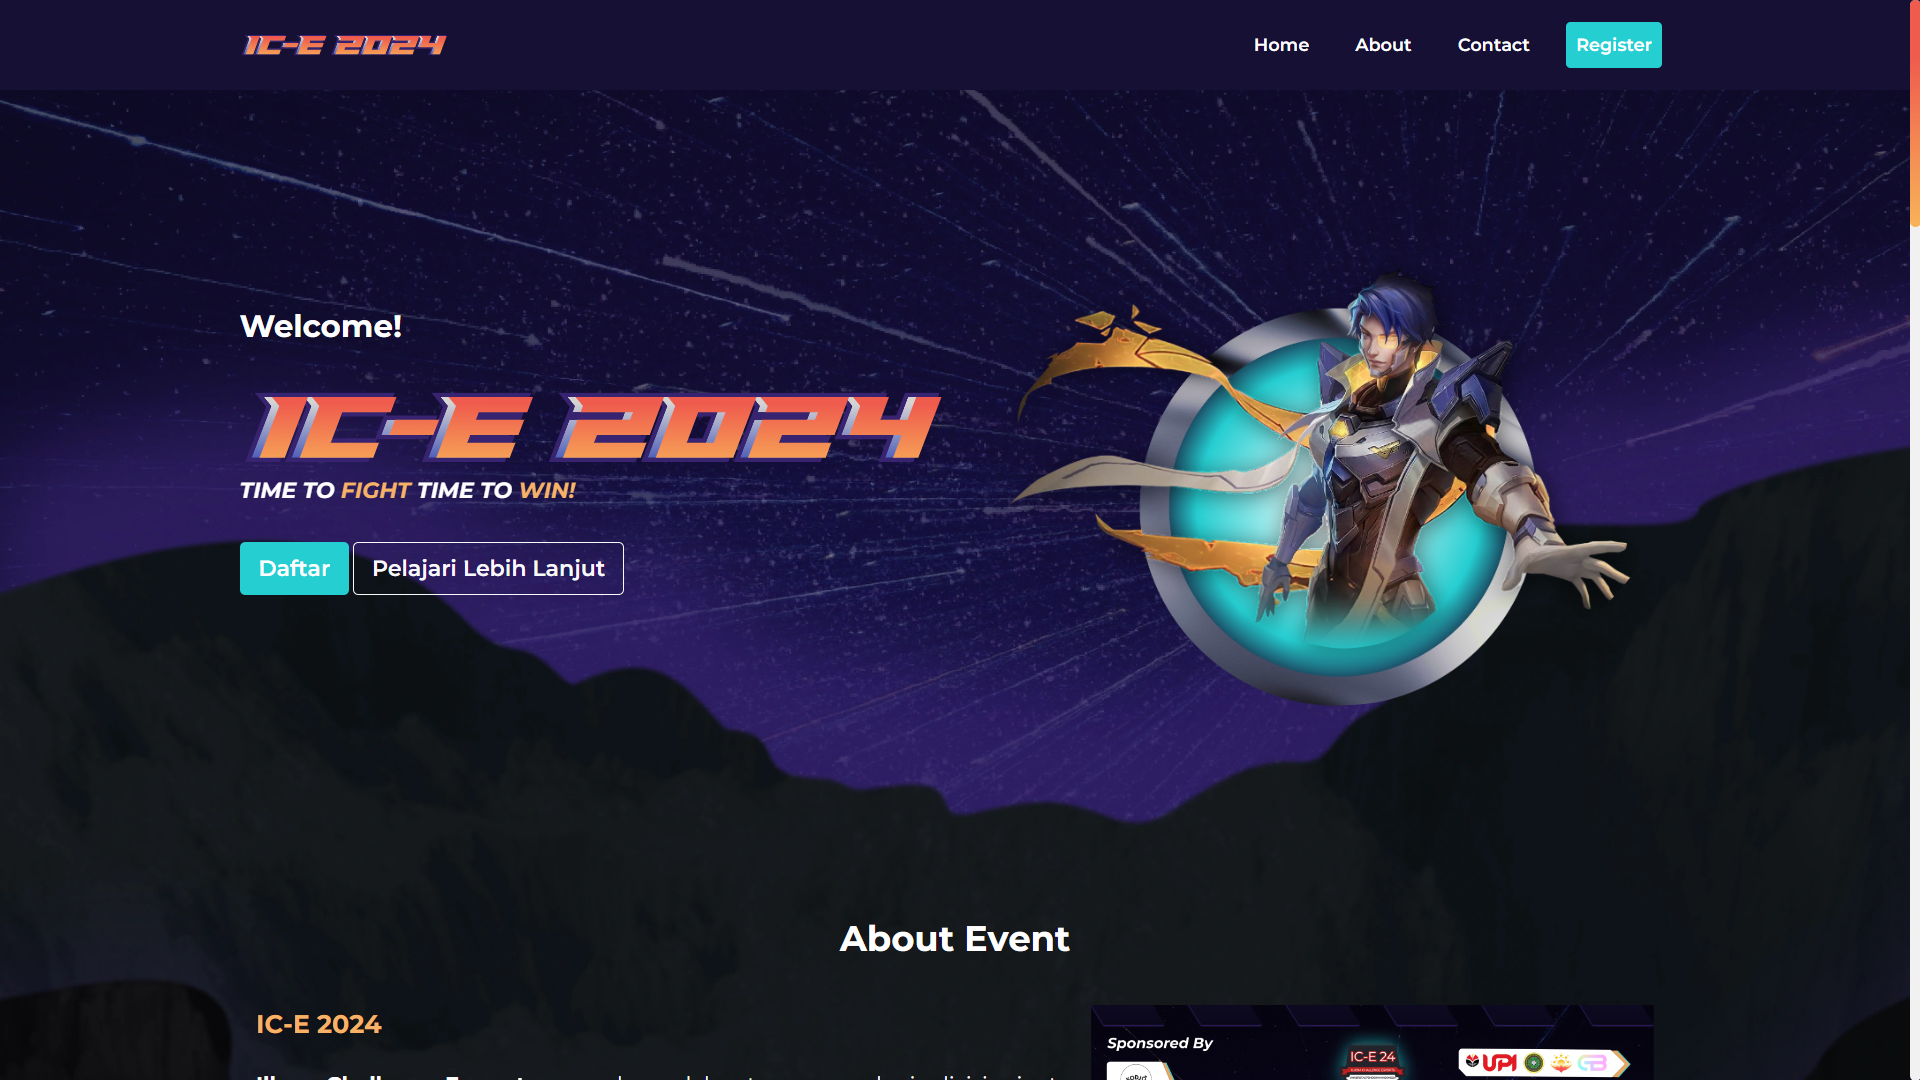 IC-E 2024
Home
About
Contact
Register
Welcome!
IC-E 2024
TIME TO FIGHT TIME TO WIN!
Daftar
Pelajari Lebih Lanjut
About Event
IC-E 2024
Sponsored By
IC-E 24
UPI